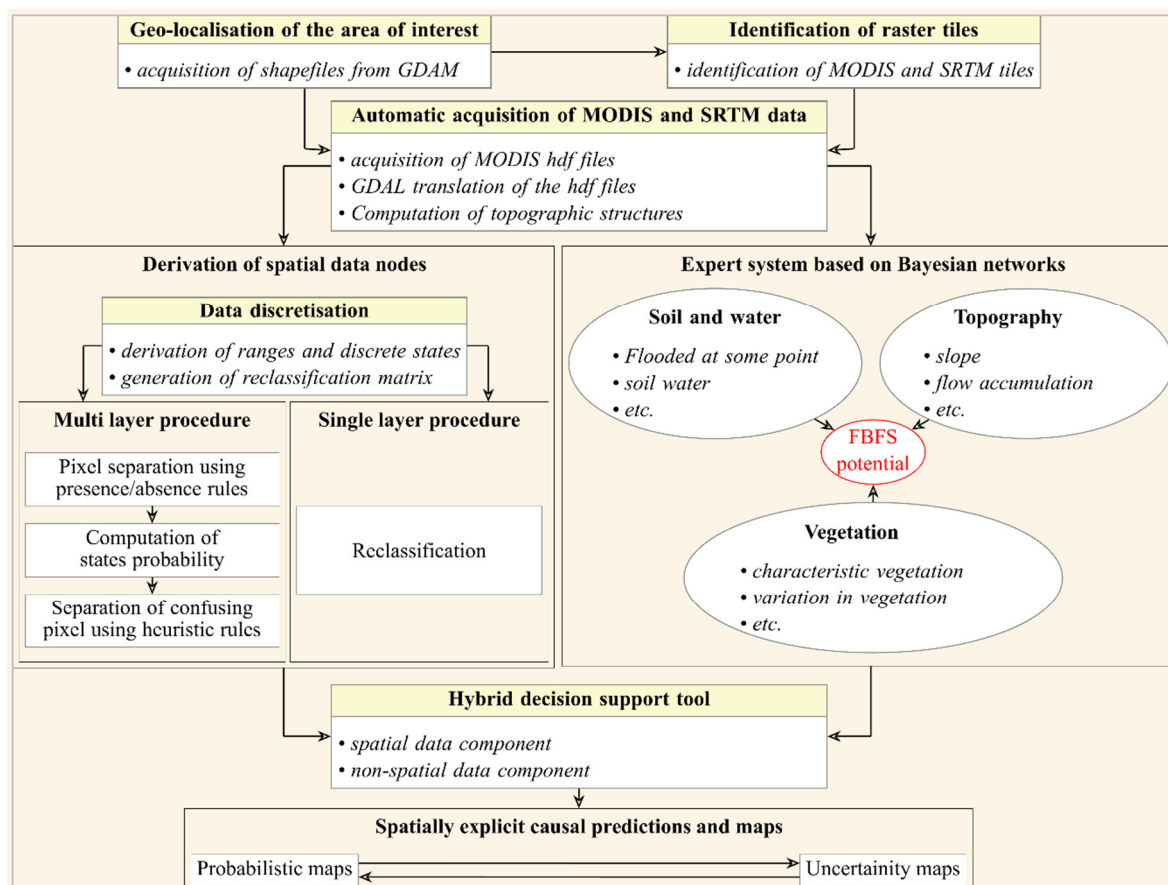 Geo-localisation of the area of interest
• acquisition of shapefiles from GDAM
Identification of raster tiles
• identification of MODIS and SRTM tiles
Automatic acquisition of MODIS and SRTM data
• acquisition of MODIS hdf files
• GDAL translation of the hdf files
• Computation of topographic structures
Derivation of spatial data nodes
Data discretisation
• derivation of ranges and discrete states
• generation of reclassification matrix
Multi layer procedure
Pixel separation using
presence/absence rules
Computation of
states probability
Separation of confusing
pixel using heuristic rules
Single layer procedure
Reclassification
Expert system based on Bayesian networks
Soil and water
• Flooded at some point
• soil water
• etc.
Topography
• slope
• flow accumulation
• etc.
FBFS
potential
Vegetation
• characteristic vegetation
• variation in vegetation
• etc.
Hybrid decision support tool
• spatial data component
• non-spatial data component
Spatially explicit causal predictions and maps
Probabilistic maps
Uncertainity maps